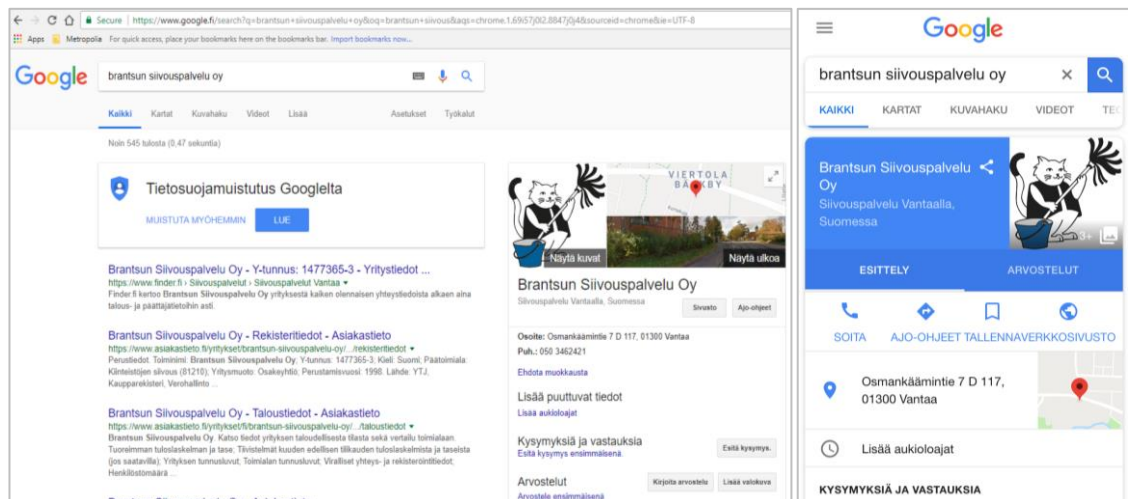 Secure | https://www.google.fi/search?q=brantsun+siivouspalvelu+oy&oq=brantsun+siivous&aqs=chrome.1.69i57j0l2.8847j0j4&sourceid=chrome&ie=UTF-8
Apps Metropolia For quick access, place your bookmarks here on the bookmarks bar. Import bookmarks now...
Google
brantsun siivouspalvelu oy
Kaikki Kartat Kuvahaku Videot Lisää Asetukset Työkalut
Noin 545 tulosta (0,47 sekuntia)
Tietosuojamuistutus Googlelta
MUISTUTA MYÖHEMMIN LUE
Brantsun Siivouspalvelu Oy - Y-tunnus: 1477365-3 - Yritystiedot ...
https://www.finder.fi › Siivouspalvelut › Siivouspalvelut Vantaa
Finder.fi kertoo Brantsun Siivouspalvelu Oy yrityksestä kaiken olennaisen yhteystiedoista alkaen aina
talous- ja päättäjätietoihin asti.
Brantsun Siivouspalvelu Oy - Rekisteritiedot - Asiakastieto
https://www.asiakastieto.fi/yritykset/brantsun-siivouspalvelu-oy/.../rekisteritiedot
Perustiedot. Toiminimi: Brantsun Siivouspalvelu Oy; Y-tunnus: 1477365-3; Kieli: Suomi; Päätoimiala:
Kiinteistöjen siivous (81210); Yritysmuoto: Osakeyhtiö; Perustamisvuosi: 1998. Lähde: YTJ,
Kaupparekisteri, Verohallinto ...
Brantsun Siivouspalvelu Oy - Taloustiedot - Asiakastieto
https://www.asiakastieto.fi/yritykset/fi/brantsun-siivouspalvelu-oy/.../taloustiedot
Brantsun Siivouspalvelu Oy. Katso tiedot yrityksen taloudellisesta tilasta sekä vertailu toimialaan.
Tuoreimman tuloslaskelman ja tase; Tiivistelmät kuuden edellisen tilikauden tuloslaskelmista ja taseista
(jos saatavilla); Yrityksen tunnusluvut; Toimialan tunnusluvut; Viralliset yhteys- ja rekisteröintitiedot;
Henkilöstömäärä ...
VIERTOLA
BÄCKBY
Näytä kuvat Näytä ulkoa
Brantsun Siivouspalvelu Oy
Siivouspalvelu Vantaalla, Suomessa
Sivusto Ajo-ohjeet
Osoite: Osmankäämintie 7 D 117, 01300 Vantaa
Puh.: 050 3462421
Ehdota muokkausta
Lisää puuttuvat tiedot
Lisää aukioloajat
Kysymyksiä ja vastauksia
Esitä kysymys ensimmäisenä.
Esitä kysymys.
Arvostelut
Kirjoita arvostelu Lisää valokuva
Arvostele ensimmäisenä
Google
brantsun siivouspalvelu oy
KAIKKI KARTAT KUVAHAKU VIDEOT
Brantsun Siivouspalvelu
Oy
Siivouspalvelu Vantaalla,
Suomessa
3+
ESITTELY ARVOSTELUT
SOITA AJO-OHJEET TALLENNA VERKKOSIVUSTO
Osmankäämintie 7 D 117,
01300 Vantaa
Lisää aukioloajat
KYSYMYKSIÄ JA VASTAUKSIA